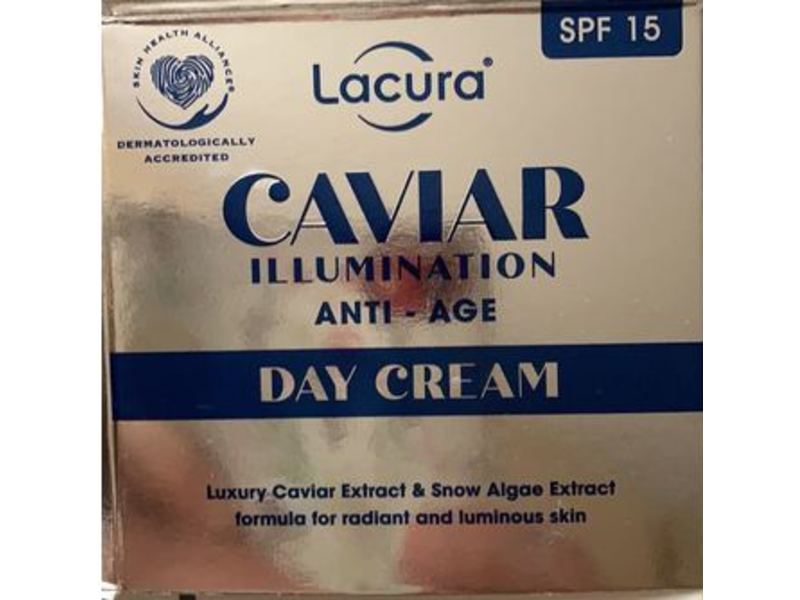 SPF 15
SKIN HEALTH ALLIANCE®
DERMATOLOGICALLY
ACCREDITED
Lacura®
CAVIAR
ILLUMINATION
ANTI - AGE
DAY CREAM
Luxury Caviar Extract & Snow Algae Extract
formula for radiant and luminous skin